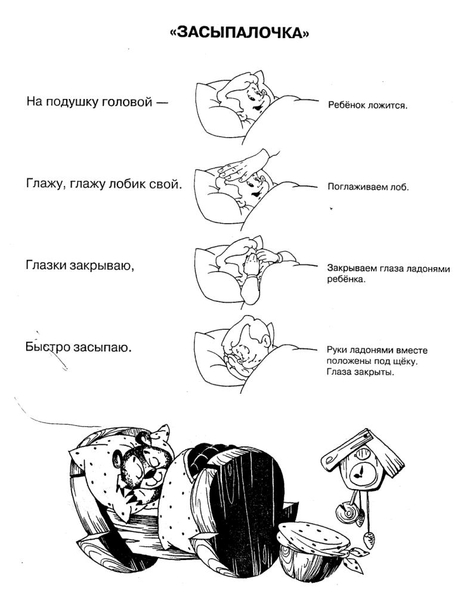 «ЗАСЫПАЛОЧКА»
На подушку головой —
Ребёнок ложится.
Глажу, глажу лобик свой.
Поглаживаем лоб.
Глазки закрываю,
Закрываем глаза ладонями
ребёнка.
Быстро засыпаю.
Руки ладонями вместе
положены под щёку.
Глаза закрыты.